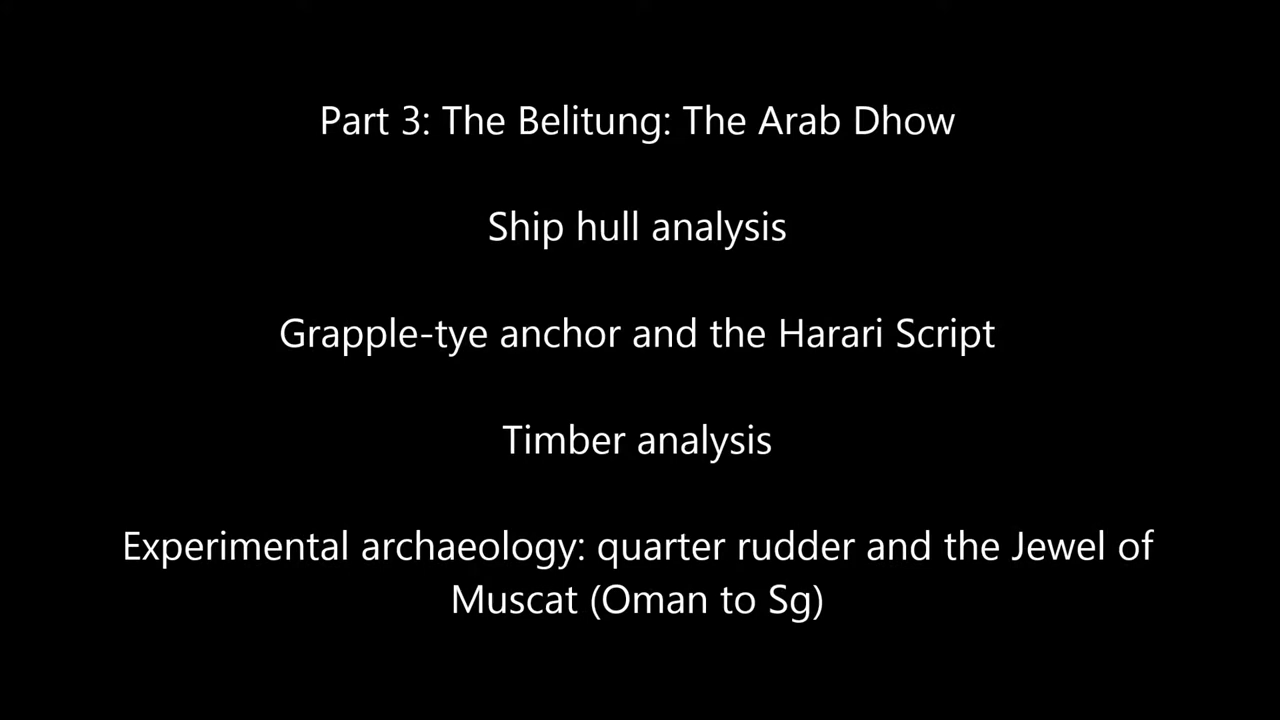 Part 3: The Belitung: The Arab Dhow
Ship hull analysis
Grapple-tye anchor and the Harari Script
Timber analysis
Experimental archaeology: quarter rudder and the Jewel of
Muscat (Oman to Sg)